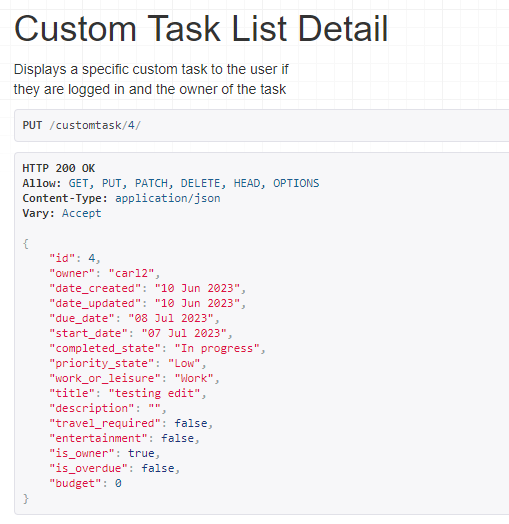 Custom Task List Detail
Displays a specific custom task to the user if
they are logged in and the owner of the task
PUT /customtask/4/
HTTP 200 OK
Allow: GET, PUT, PATCH, DELETE, HEAD, OPTIONS
Content-Type: application/json
Vary: Accept
{
    "id": 4,
    "owner": "carl2",
    "date_created": "10 Jun 2023",
    "date_updated": "10 Jun 2023",
    "due_date": "08 Jul 2023",
    "start_date": "07 Jul 2023",
    "completed_state": "In progress",
    "priority_state": "Low",
    "work_or_leisure": "Work",
    "title": "testing edit",
    "description": "",
    "travel_required": false,
    "entertainment": false,
    "is_owner": true,
    "is_overdue": false,
    "budget": 0
}